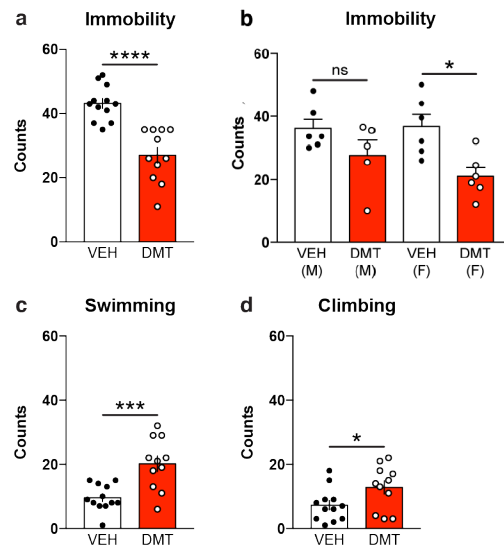 a Immobility
60
40
20
0
Counts
****
VEH DMT
b Immobility
60
40
20
0
Counts
ns
*
VEH DMT VEH DMT
(M) (M) (F) (F)
c Swimming
60
40
20
0
Counts
***
VEH DMT
d Climbing
60
40
20
0
*
VEH DMT